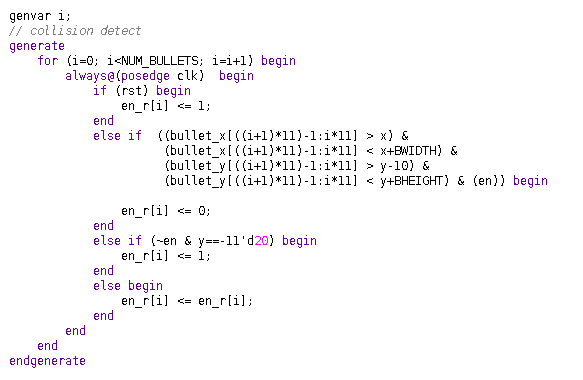 genvar i;
// collision detect
generate
    for (i=0; i<NUM_BULLETS; i=i+1) begin
        always@(posedge clk)  begin
            if (rst) begin
                en_r[i] <= 1;
            end
            else if  ((bullet_x[((i+1)*11)-1:i*11] > x) &
                      (bullet_x[((i+1)*11)-1:i*11] < x+BWIDTH) &
                      (bullet_y[((i+1)*11)-1:i*11] > y-10) &
                      (bullet_y[((i+1)*11)-1:i*11] < y+BHEIGHT) & (en)) begin

                en_r[i] <= 0;
            end
            else if (~en & y==-11'd20) begin
                en_r[i] <= 1;
            end
            else begin
                en_r[i] <= en_r[i];
            end
        end
    end
endgenerate